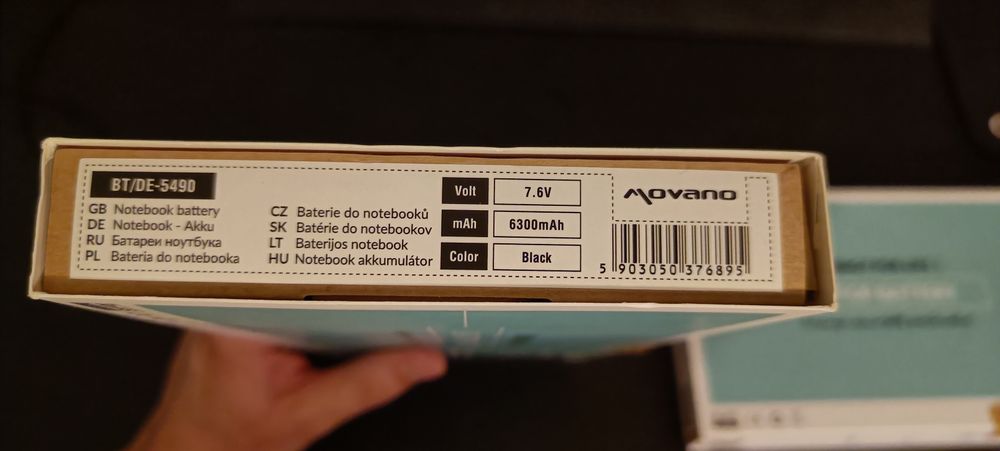 BT/DE-5490
GB Notebook battery
DE Notebook - Akku
RU Батареи ноутбука
PL Bateria do notebooka
CZ Baterie do notebooků
SK Batérie do notebookov
LT Baterijos notebook
HU Notebook akkumulátor
Volt 7.6V
mAh 6300mAh
Color Black
movano
5 903050 376895